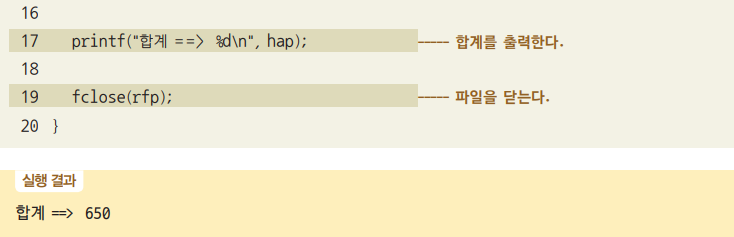 16
17 printf("합계 ==> %d\n", hap); ----- 합계를 출력한다.
18
19 fclose(rfp); ----- 파일을 닫는다.
20 }
실행 결과
합계 ==> 650